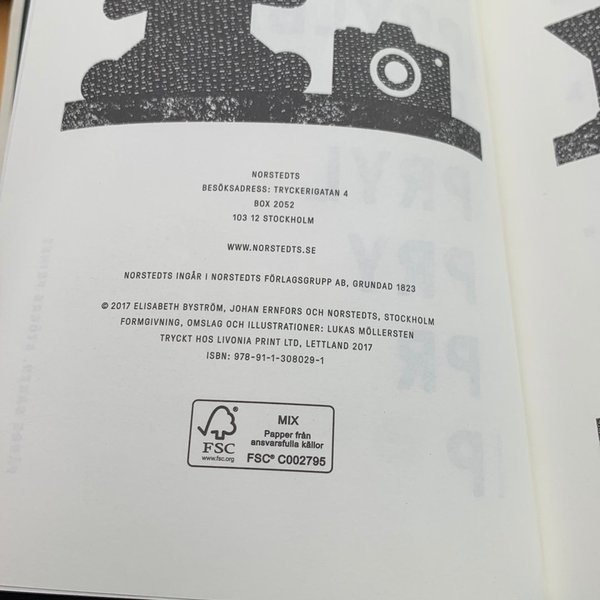 NORSTEDTS
BESÖKSADRESS: TRYCKERIGATAN 4
BOX 2052
103 12 STOCKHOLM
WWW.NORSTEDTS.SE
NORSTEDTS INGÅR I NORSTEDTS FÖRLAGSGRUPP AB, GRUNDAD 1823
© 2017 ELISABETH BYSTRÖM, JOHAN ERNFORS OCH NORSTEDTS, STOCKHOLM
FORMGIVNING, OMSLAG OCH ILLUSTRATIONER: LUKAS MÖLLERSTEN
TRYCKT HOS LIVONIA PRINT LTD, LETTLAND 2017
ISBN: 978-91-1-308029-1
FSC
www.fsc.org
MIX
Papper från
ansvarsfulla källor
FSC® C002795